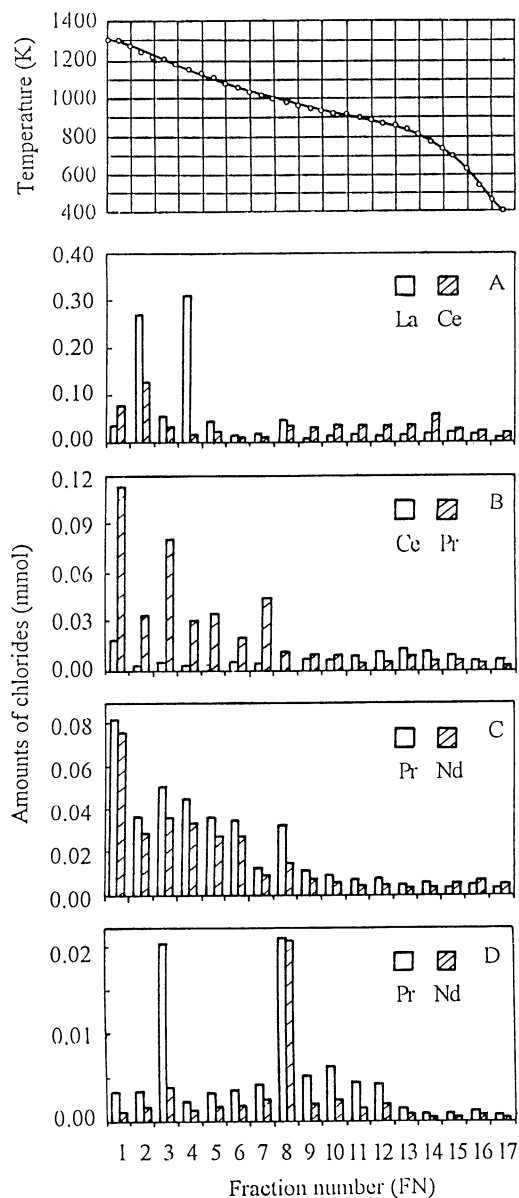 Temperature (K)
1400
1200
1000
800
600
400
A
La Ce
0.40
0.30
0.20
0.10
0.00
B
Ce Pr
0.12
0.09
0.06
0.03
0.00
Amounts of chlorides (mmol)
C
Pr Nd
0.08
0.06
0.04
0.02
0.00
D
Pr Nd
0.02
0.01
0.00
1 2 3 4 5 6 7 8 9 10 11 12 13 14 15 16 17
Fraction number (FN)